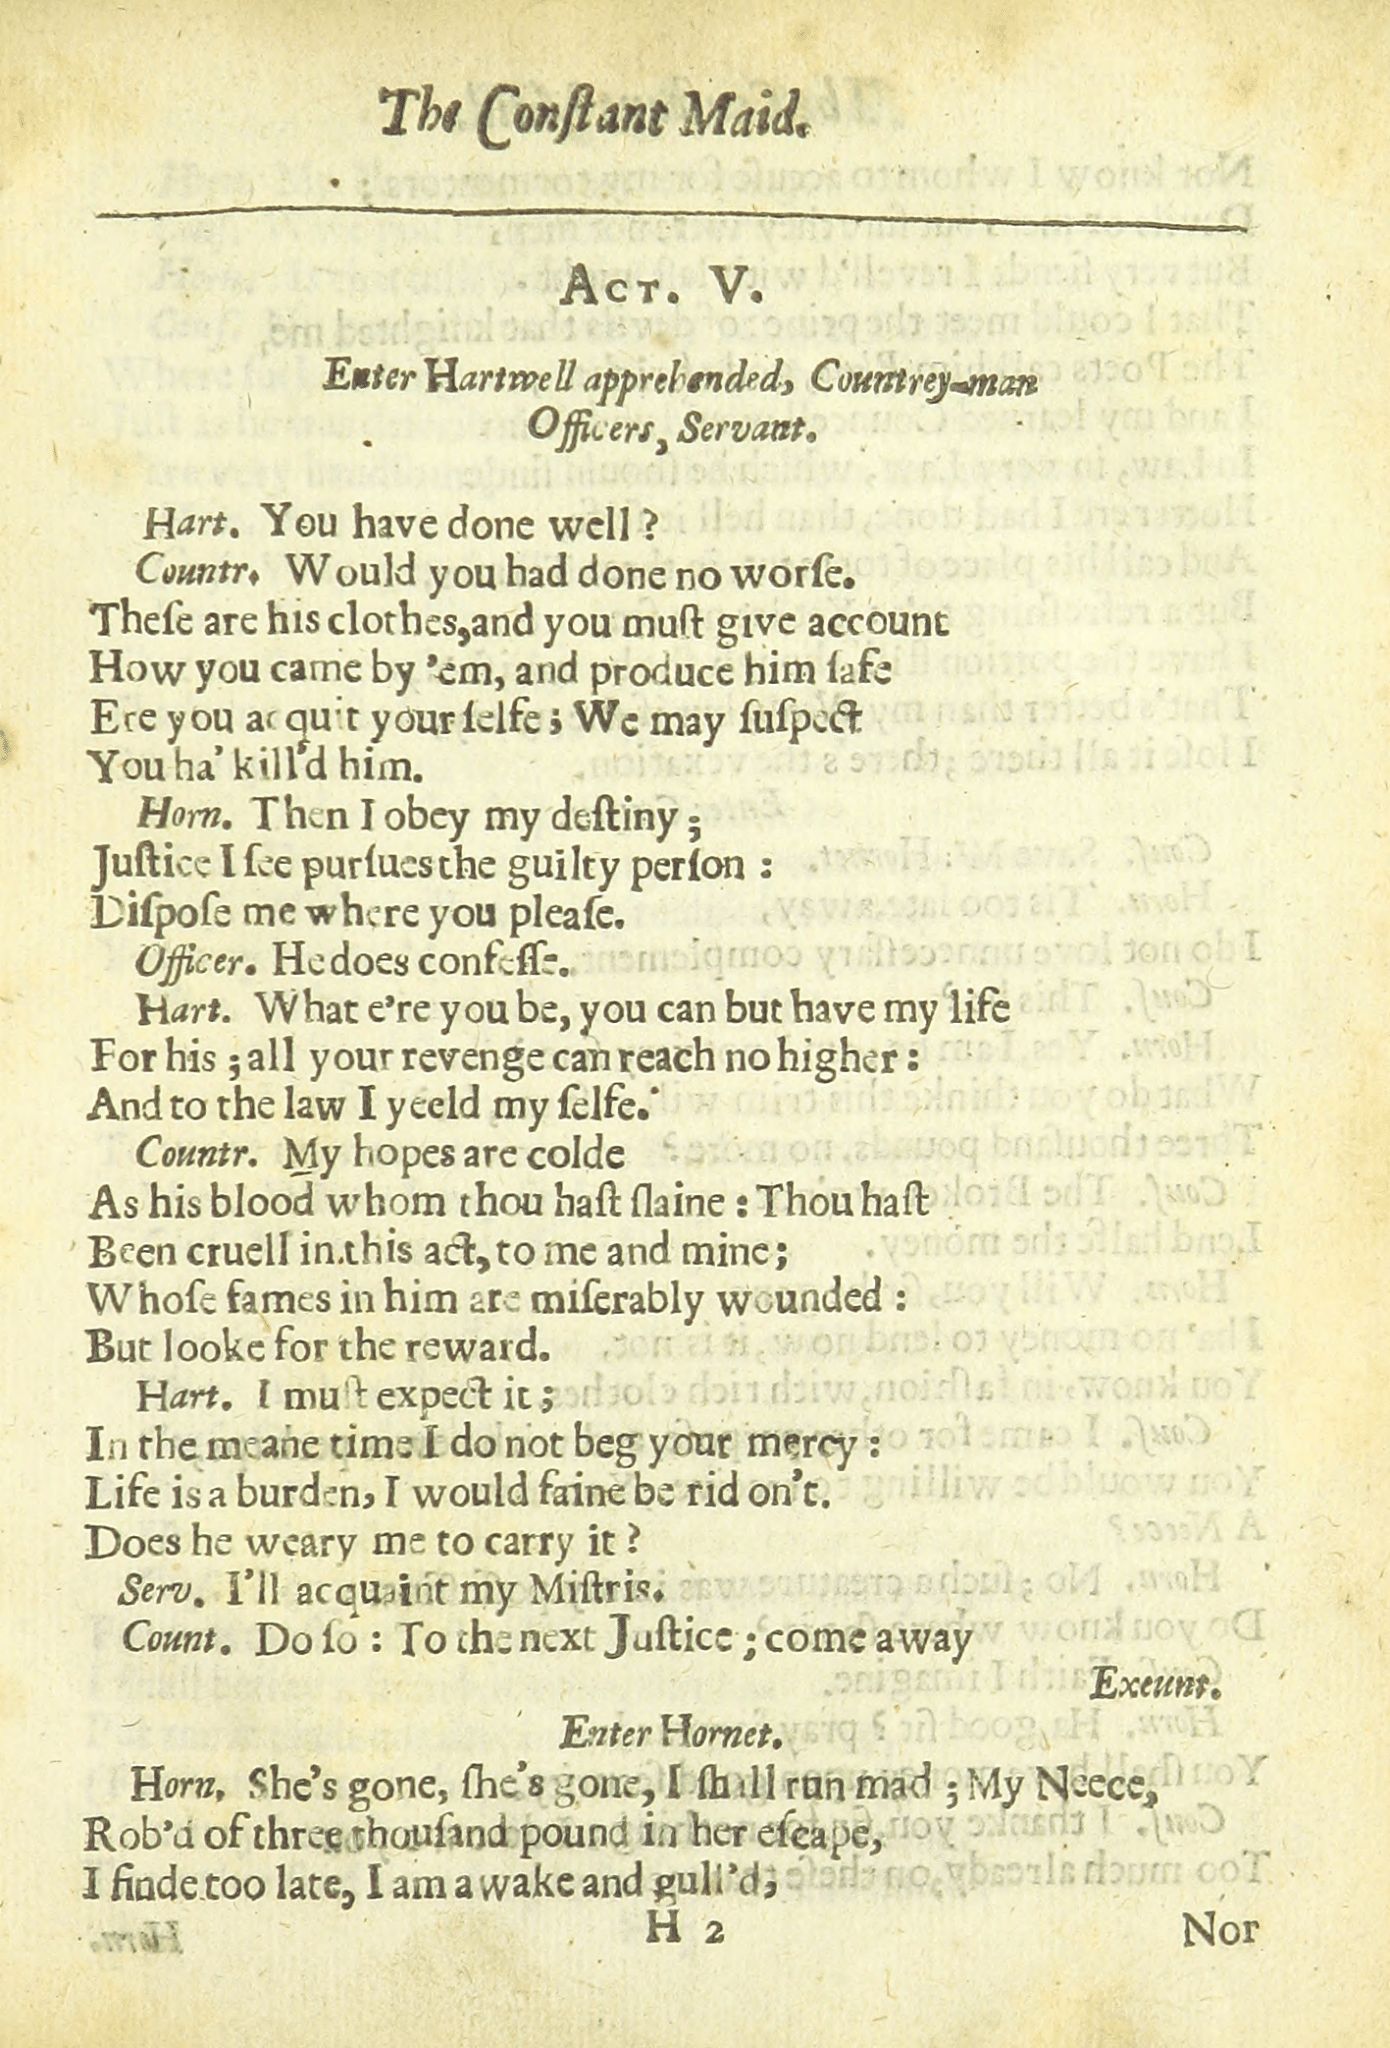 The Conſtant Maid.
Act. V.
Enter Hartwell apprehended, Countrey-man
Officers, Servant.
Hart. You have done well?
Countr. Would you had done no worſe.
Theſe are his clothes, and you muſt give account
How you came by 'em, and produce him ſafe
Ere you acquit your ſelfe; We may ſuſpect
You ha' kill'd him.
Horn. Then I obey my deſtiny;
Juſtice I ſee purſues the guilty perſon:
Diſpoſe me where you pleaſe.
Officer. He does confeſſe.
Hart. What e're you be, you can but have my life
For his; all your revenge can reach no higher:
And to the law I yeeld my ſelfe.
Countr. My hopes are colde
As his blood whom thou haſt ſlaine: Thou haſt
Been cruell in this act, to me and mine;
Whoſe fames in him are miſerably wounded:
But looke for the reward.
Hart. I muſt expect it;
In the meane time I do not beg your mercy:
Life is a burden, I would faine be rid on't.
Does he weary me to carry it?
Serv. I'll acquaint my Miſtris.
Count. Do ſo: To the next Juſtice; come away
Exeunt.
Enter Hornet.
Horn. She's gone, ſhe's gone, I ſhall run mad; My Neece,
Rob'd of three thouſand pound in her eſcape,
I finde too late, I am awake and gull'd;
H 2
Nor